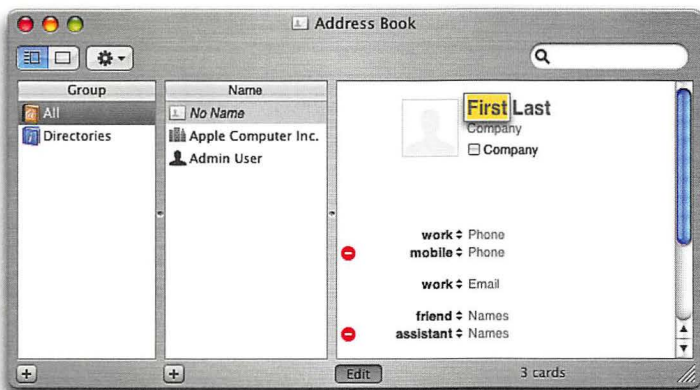 Address Book
Group
All
Directories
Name
No Name
Apple Computer Inc.
Admin User
First Last
Company
Company
work Phone
mobile Phone
work Email
friend Names
assistant Names
Edit
3 cards